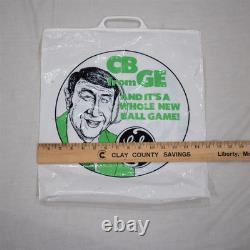 CB
from GE
AND IT'S A
WHOLE NEW
BALL GAME!
CLAY COUNTY SAVINGS
Liberty, Mo